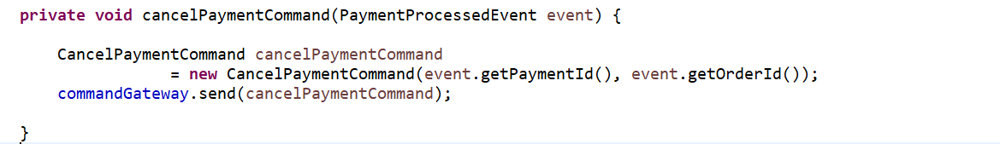 private void cancelPaymentCommand(PaymentProcessedEvent event) {
CancelPaymentCommand cancelPaymentCommand
= new CancelPaymentCommand(event.getPaymentId(), event.getOrderId());
commandGateway.send(cancelPaymentCommand);
}